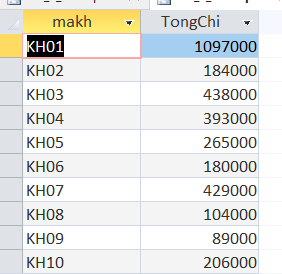 makh TongChi
KH01 1097000
KH02 184000
KH03 438000
KH04 393000
KH05 265000
KH06 180000
KH07 429000
KH08 104000
KH09 89000
KH10 206000